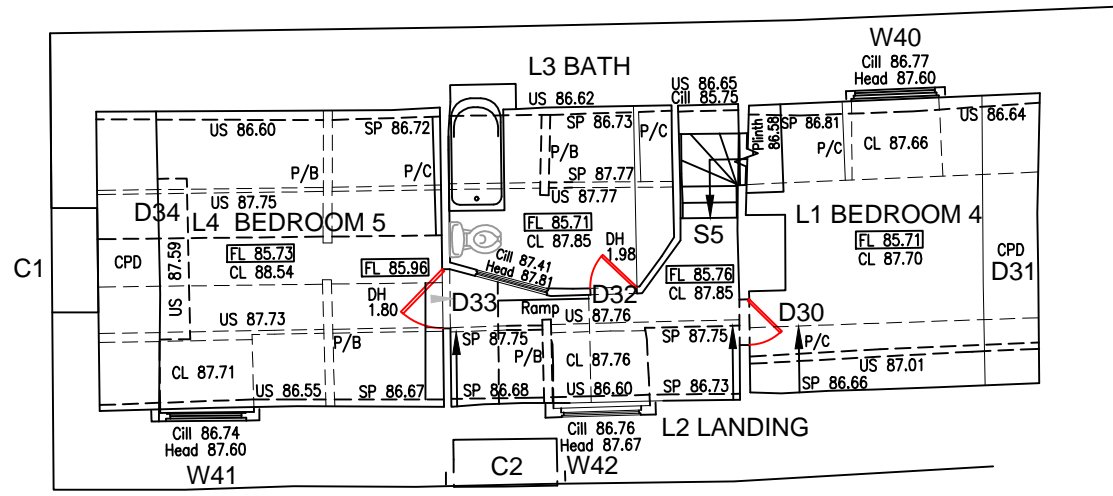 W40
Cill 86.77
Head 87.60
L3 BATH
US 86.65
Cill 85.75
US 86.62
US 86.60
SP 86.72
SP 86.73
Plinth
86.58
SP 86.81
US 86.64
P/B
P/C
P/B
P/C
P/C
CL 87.66
SP 87.77
US 87.75
US 87.77
D34
L4 BEDROOM 5
FL 85.71
CL 87.85
S5
L1 BEDROOM 4
FL 85.71
CL 87.70
C1
CPD
US 87.59
FL 85.73
CL 88.54
FL 85.96
Cill 87.41
Head 87.81
DH
1.98
FL 85.76
CL 87.85
CPD
D31
DH
1.80
D33
D32
Ramp
US 87.76
D30
US 87.73
P/B
SP 87.75
P/B
CL 87.76
SP 87.75
P/C
US 87.01
CL 87.71
US 86.55
SP 86.67
SP 86.68
US 86.60
SP 86.73
SP 86.66
Cill 86.74
Head 87.60
W41
Cill 86.76
Head 87.67
L2 LANDING
C2
W42